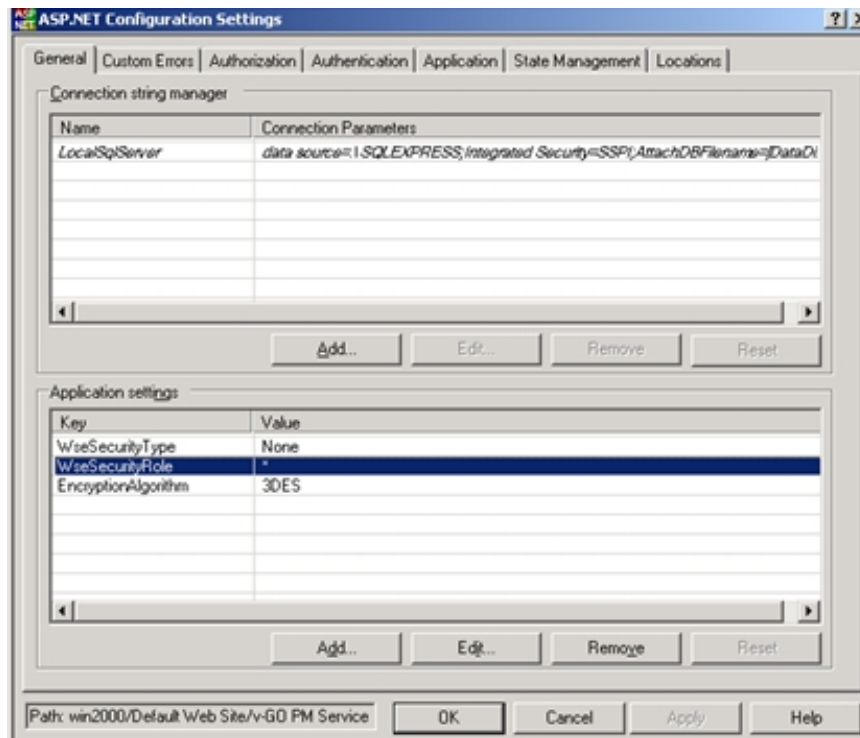 ASP.NET Configuration Settings
General Custom Errors Authorization Authentication Application State Management Locations
Connection string manager
Name Connection Parameters
LocalSqlServer data source=.\SQLEXPRESS;Integrated Security=SSPI;AttachDBFilename=|DataDi
Add... Edit... Remove Reset
Application settings
Key Value
WseSecurityType None
WseSecurityRole *
EncryptionAlgorithm 3DES
Add... Edit... Remove Reset
Path: win2000/Default Web Site/v-GO PM Service OK Cancel Apply Help